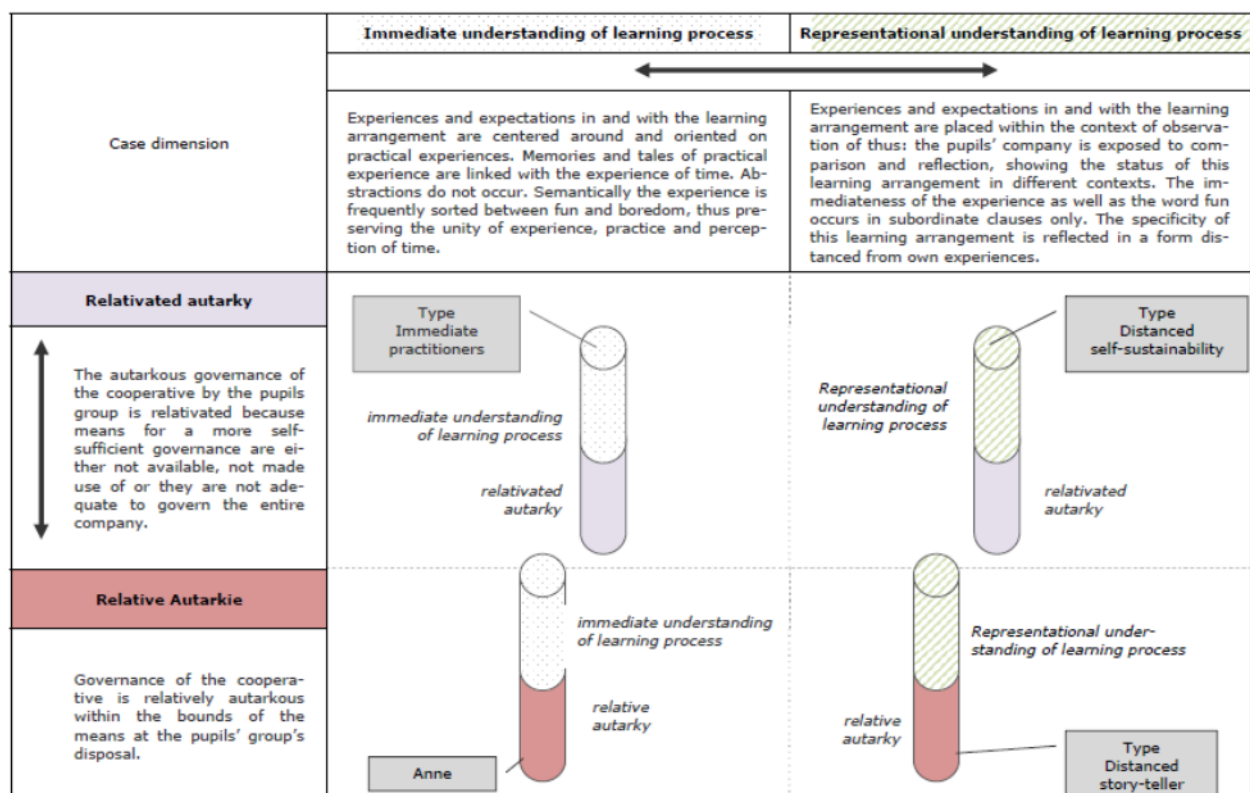 Immediate understanding of learning process
Representational understanding of learning process
Case dimension
Experiences and expectations in and with the learning
arrangement are centered around and oriented on
practical experiences. Memories and tales of practical
experience are linked with the experience of time. Ab-
stractions do not occur. Semantically the experience is
frequently sorted between fun and boredom, thus pre-
serving the unity of experience, practice and percep-
tion of time.
Experiences and expectations in and with the learning
arrangement are placed within the context of observation
of thus: the pupils' company is exposed to com-
parison and reflection, showing the status of this
learning arrangement in different contexts. The im-
mediateness of the experience as well as the word fun
occurs in subordinate clauses only. The specificity of
this learning arrangement is reflected in a form dis-
tanced from own experiences.
Relativated autarky
The autarkous governance of
the cooperative by the pupils
group is relativated because
means for a more self-
sufficient governance are ei-
ther not available, not made
use of or they are not ade-
quate to govern the entire
company.
Type
Immediate
practitioners
immediate understanding
of learning process
relativated
autarky
Type
Distanced
self-sustainability
Representational
understanding of
learning process
relativated
autarky
Relative Autarkie
Governance of the coopera-
tive is relatively autarkous
within the bounds of the
means at the pupils' group's
disposal.
immediate understanding
of learning process
relative
autarky
Anne
Representational under-
standing of learning process
relative
autarky
Type
Distanced
story-teller